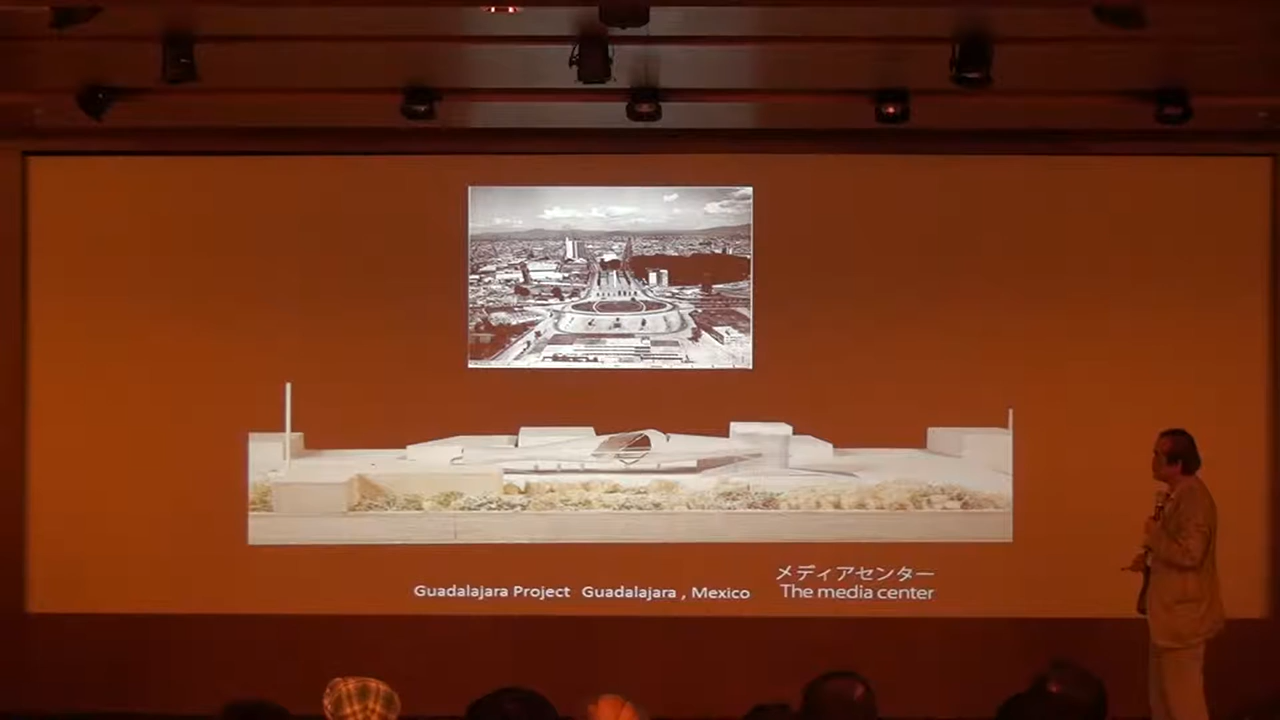 Guadalajara Project Guadalajara , Mexico
メディアセンター
The media center